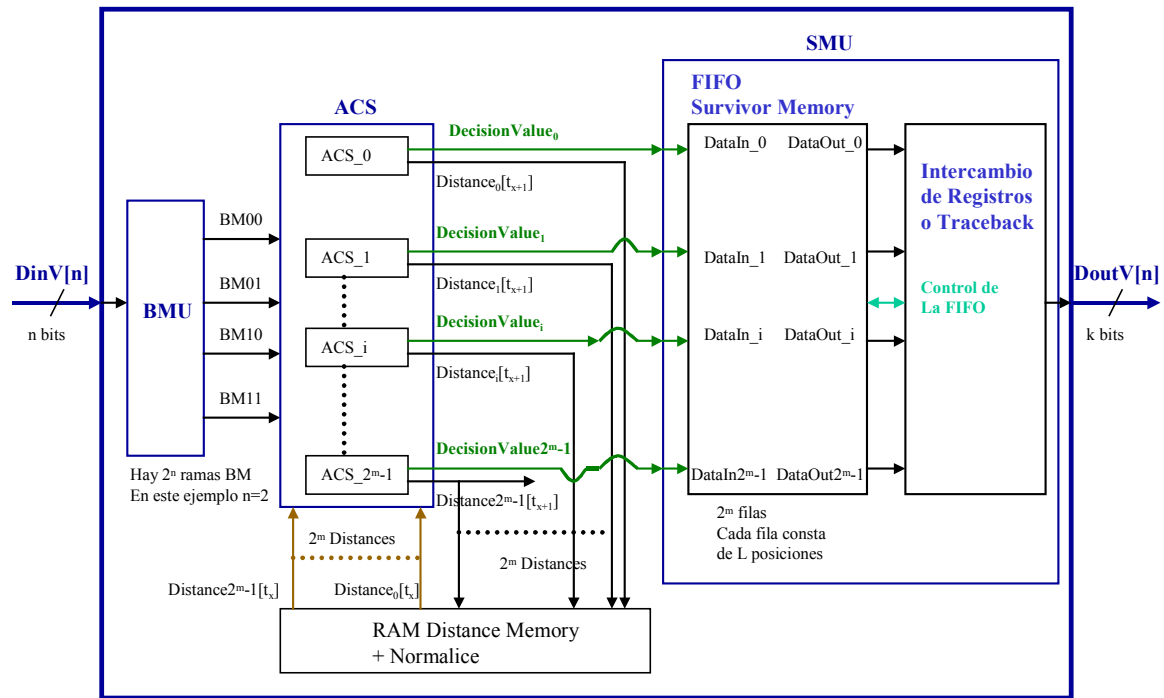 SMU
FIFO
Survivor Memory
ACS
DecisionValue₀
ACS_0
DataIn_0
DataOut_0
Distance₀[tₓ₊₁]
Intercambio
de Registros
o Traceback
BM00
DecisionValue₁
ACS_1
DataIn_1
DataOut_1
Distance₁[tₓ₊₁]
DinV[n]
n bits
BMU
BM01
Control de
La FIFO
DoutV[n]
k bits
DecisionValueᵢ
BM10
ACS_i
DataIn_i
DataOut_i
Distanceᵢ[tₓ₊₁]
BM11
DecisionValue2ᵐ-1
ACS_2ᵐ-1
DataIn2ᵐ-1
DataOut2ᵐ-1
Hay 2ⁿ ramas BM
En este ejemplo n=2
Distance2ᵐ-1[tₓ₊₁]
2ᵐ filas
Cada fila consta
de L posiciones
2ᵐ Distances
2ᵐ Distances
Distance2ᵐ-1[tₓ]
Distance₀[tₓ]
RAM Distance Memory
+ Normalice